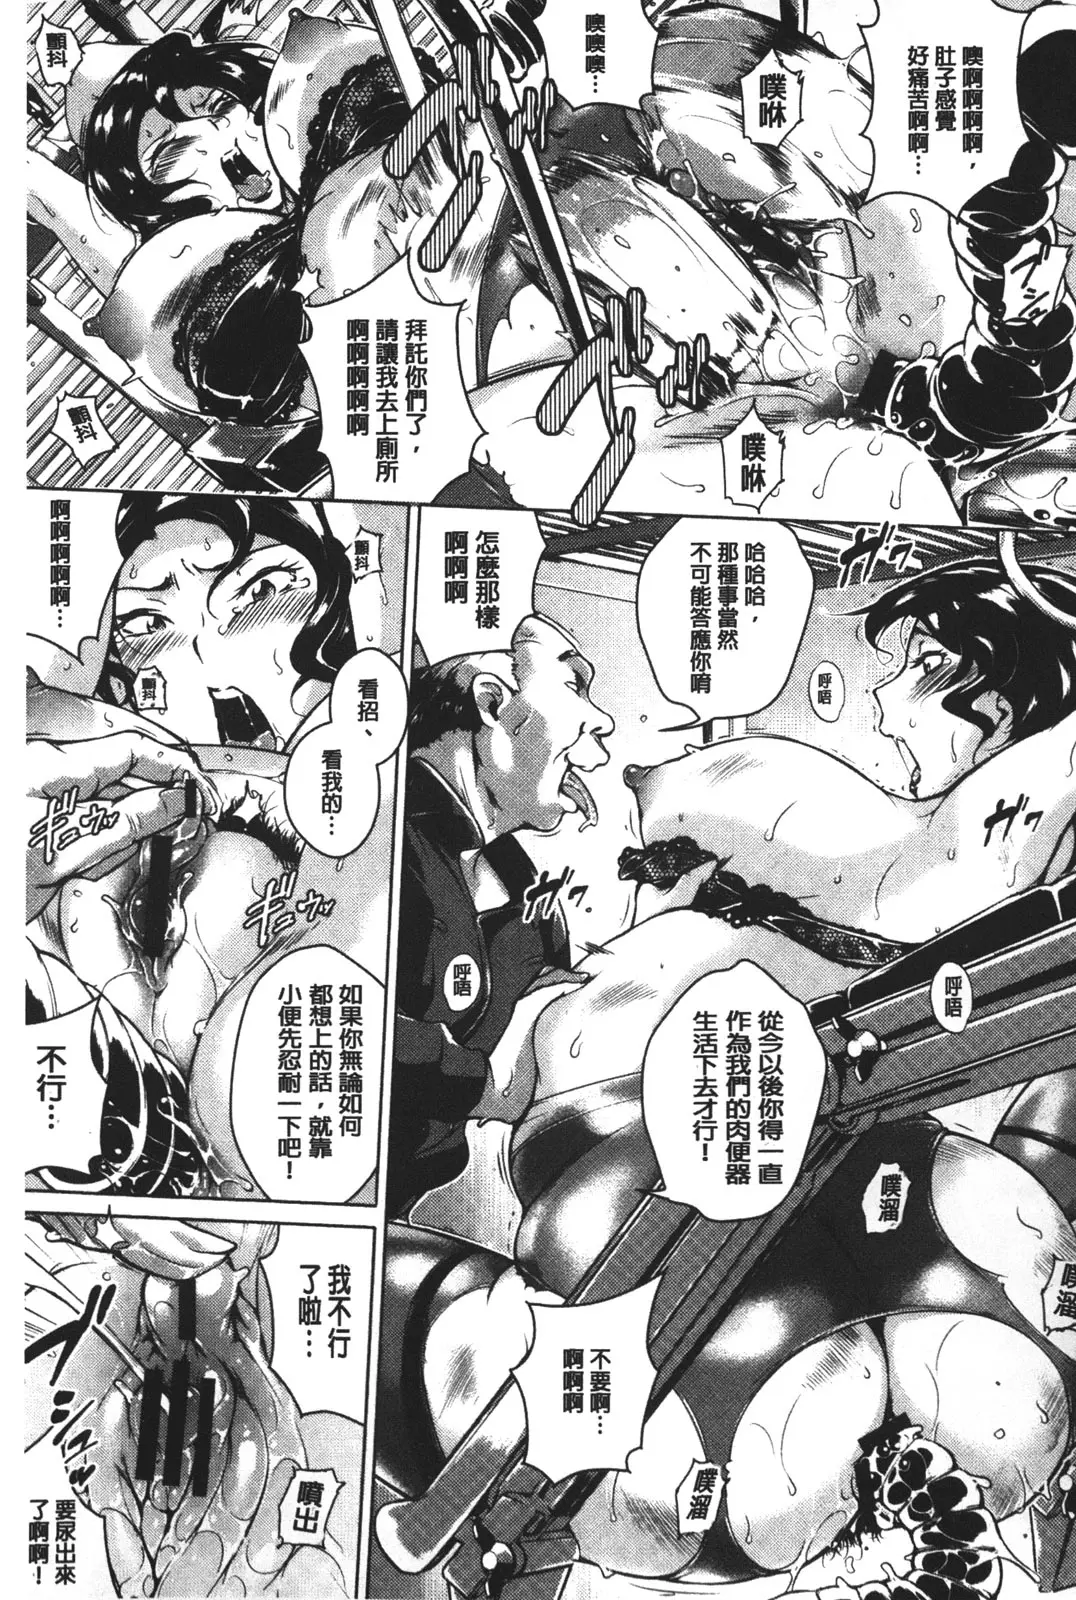 噢啊啊啊啊，
肚子感覺
好痛苦啊啊…
噢噢噢…
噗咻
顫抖
拜託你們了，
請讓我去上廁所
啊啊啊啊啊
噗咻
顫抖
哈哈哈，
那種事當然
不可能答應你唷
呼唔
怎麼那樣
啊啊啊
呼唔
呼唔
從今以後你得一直
作為我們的肉便器
生活下去才行！
噗溜
噗溜
噗溜
不要啊…
啊啊啊
啊啊啊啊啊…
顫抖
顫抖
看招、
看我的…
如果你無論如何
都想上的話，就靠
小便先忍耐一下吧！
不行…
我不行
了啦…
噴出
要尿出來
了啊啊！